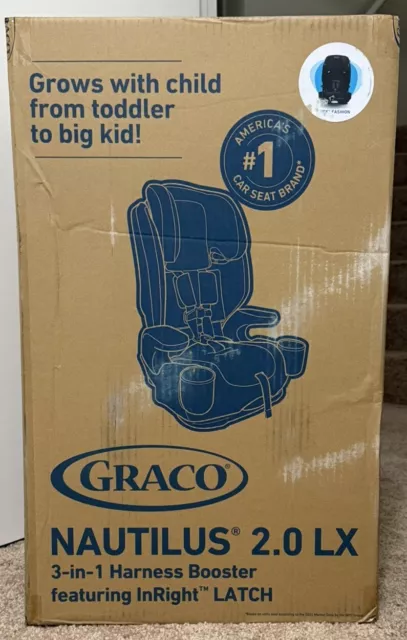 Grows with child
from toddler
to big kid!
FASHION
AMERICA'S
#1
CAR SEAT BRAND*
GRACO®
NAUTILUS® 2.0 LX
3-in-1 Harness Booster
featuring InRight™ LATCH